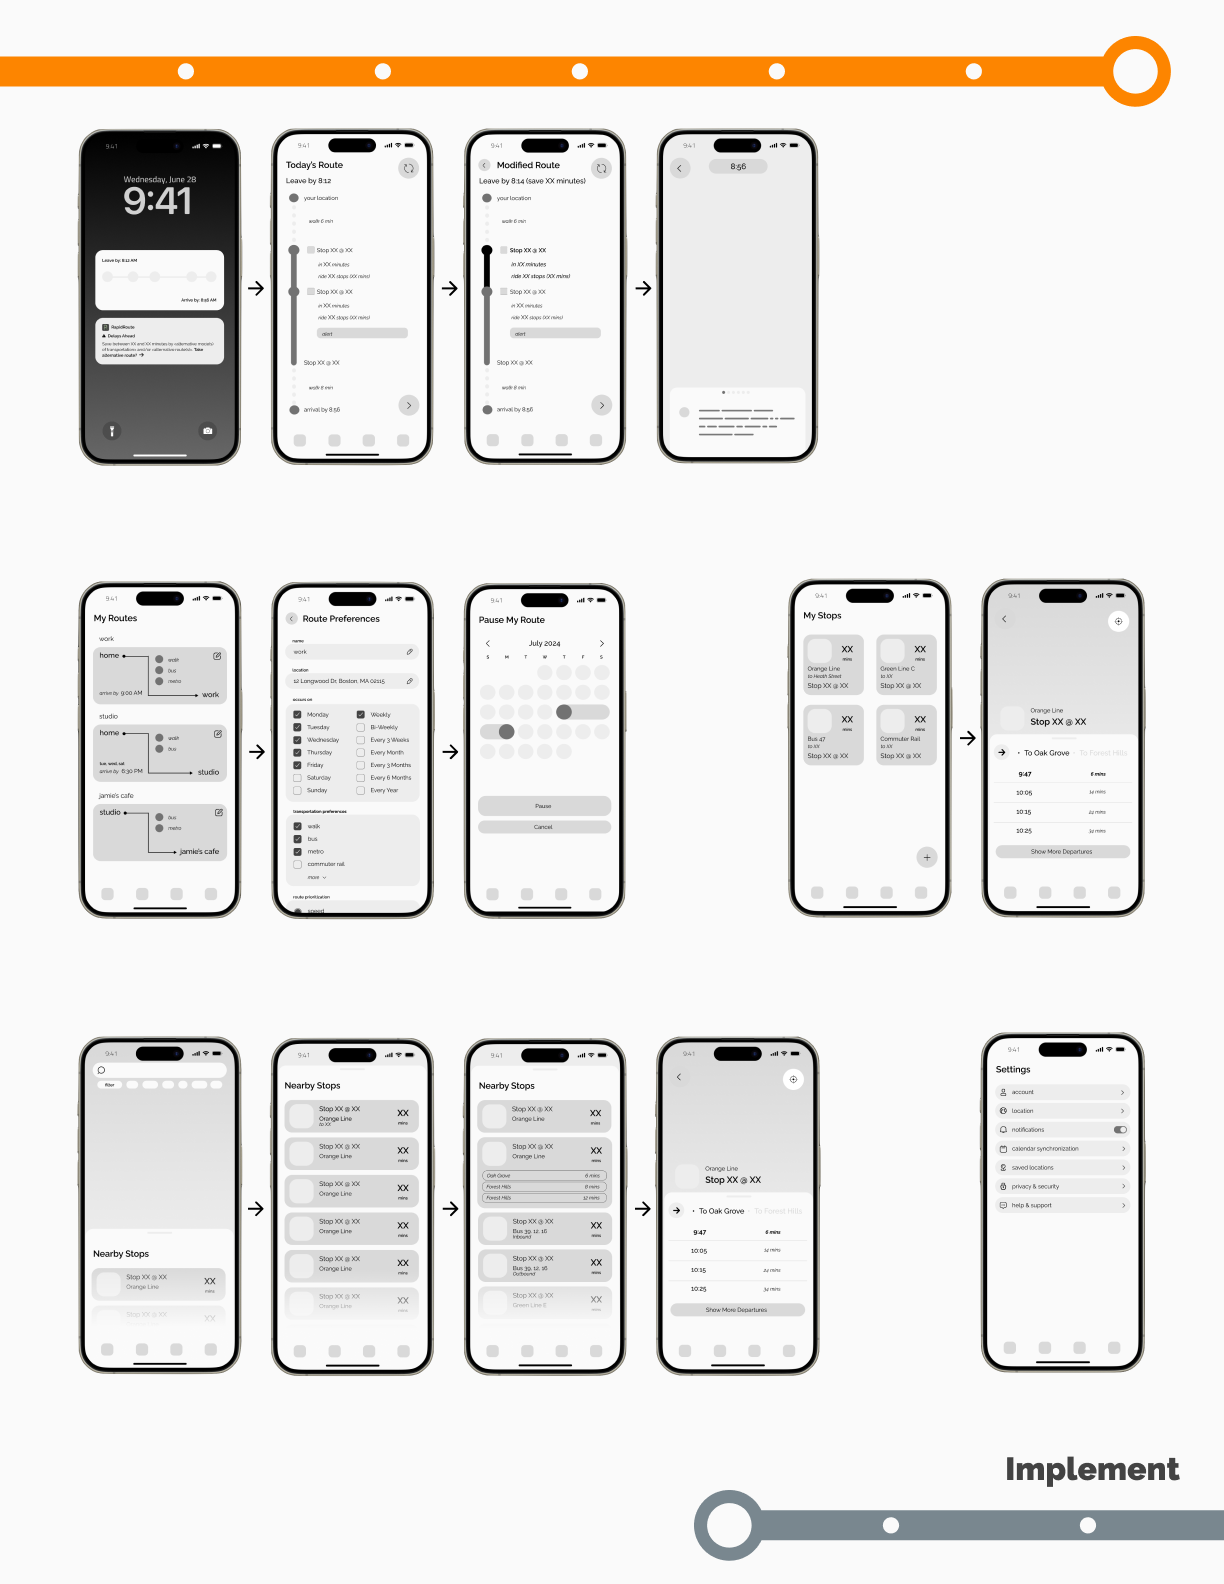 9:41
Wednesday, June 28
9:41
Leave by: 8:12 AM
Arrive by: 8:56 AM
RapidRoute
Delays Ahead
Save between XX and XX minutes by <alternative mode(s)
of transportation> and/or <alternative route(s)>. Take
alternative route? →
9:41
Today's Route
Leave by 8:12
your location
walk 6 min
Stop XX @ XX
in XX minutes
ride XX stops (XX mins)
Stop XX @ XX
in XX minutes
ride XX stops (XX mins)
alert
Stop XX @ XX
walk 8 min
arrival by 8:56
9:41
Modified Route
Leave by 8:14 (save XX minutes)
your location
walk 6 min
Stop XX @ XX
in XX minutes
ride XX stops (XX mins)
Stop XX @ XX
in XX minutes
ride XX stops (XX mins)
alert
Stop XX @ XX
walk 8 min
arrival by 8:56
9:41
8:56
9:41
My Routes
work
home
walk
bus
metro
arrive by 9:00 AM
work
studio
home
walk
bus
tue, wed, sat
arrive by 6:30 PM
studio
jamie's cafe
studio
bus
metro
jamie's cafe
9:41
Route Preferences
name
work
location
12 Longwood Dr, Boston, MA 02115
occurs on
Monday Weekly
Tuesday Bi-Weekly
Wednesday Every 3 Weeks
Thursday Every Month
Friday Every 3 Months
Saturday Every 6 Months
Sunday Every Year
transportation preferences
walk
bus
metro
commuter rail
more
route prioritization
speed
9:41
Pause My Route
July 2024
S M T W T F S
Pause
Cancel
9:41
My Stops
XX
mins
Orange Line
to Heath Street
Stop XX @ XX
XX
mins
Green Line C
to XX
Stop XX @ XX
XX
mins
Bus 47
to XX
Stop XX @ XX
XX
mins
Commuter Rail
to XX
Stop XX @ XX
9:41
Orange Line
Stop XX @ XX
• To Oak Grove • To Forest Hills
9:47 6 mins
10:05 14 mins
10:15 24 mins
10:25 34 mins
Show More Departures
9:41
filter
Nearby Stops
Stop XX @ XX
Orange Line
XX
mins
Stop XX @ XX
XX
9:41
Nearby Stops
Stop XX @ XX
Orange Line
to XX
XX
mins
Stop XX @ XX
Orange Line
XX
mins
Stop XX @ XX
Orange Line
XX
mins
Stop XX @ XX
Orange Line
XX
mins
Stop XX @ XX
Orange Line
XX
mins
Stop XX @ XX
Orange Line
XX
mins
9:41
Nearby Stops
Stop XX @ XX
Orange Line
XX
mins
Stop XX @ XX
Orange Line
XX
mins
Oak Grove 6 mins
Forest Hills 8 mins
Forest Hills 12 mins
Stop XX @ XX
Bus 39, 12, 16
Inbound
XX
mins
Stop XX @ XX
Bus 39, 12, 16
Outbound
XX
mins
Stop XX @ XX
Green Line E
XX
mins
9:41
Orange Line
Stop XX @ XX
• To Oak Grove • To Forest Hills
9:47 6 mins
10:05 14 mins
10:15 24 mins
10:25 34 mins
Show More Departures
9:41
Settings
account
location
notifications
calendar synchronization
saved locations
privacy & security
help & support
Implement